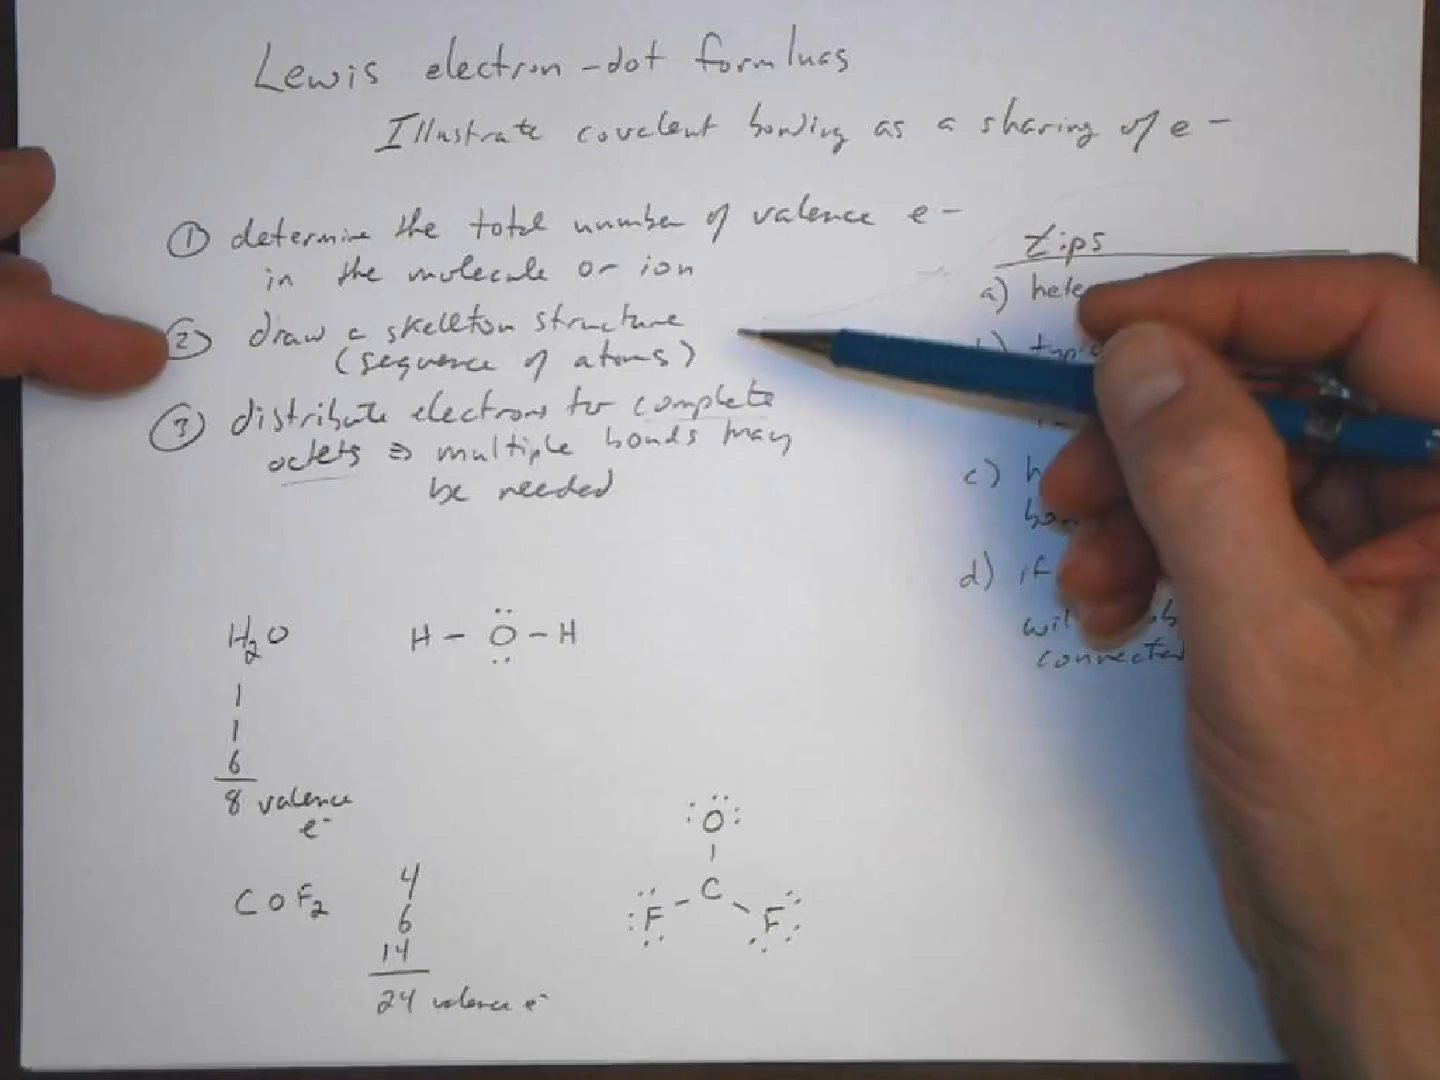 Lewis electron-dot formluas
Illustrate covalent bonding as a sharing of e-
① determine the total number of valence e-
in the molecule or ion
② draw a skeleton structure
(sequence of atoms)
③ distribute electrons for complete
octets ⇒ multiple bonds may
be needed
tips
a)
b)
c)
d) if
connected
H2O
H - Ö - H
1
1
6
8 valence
e-
COF2
4
6
14
24 valence e-
O
C
F F